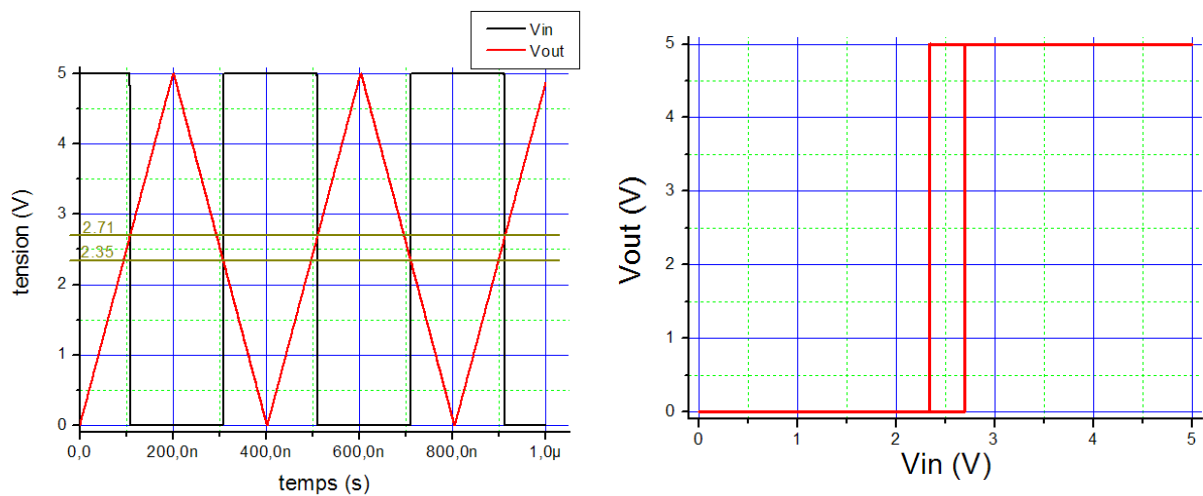 Vin
Vout
5
4
3
2
1
0
tension (V)
2.71
2.35
0,0
200,0n
400,0n
600,0n
800,0n
1,0µ
temps (s)
5
4
3
2
1
0
Vout (V)
0
1
2
3
4
5
Vin (V)